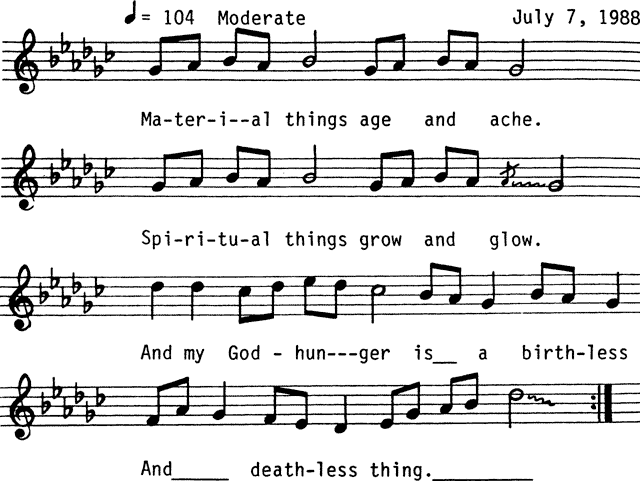 ♩= 104 Moderate July 7, 1988
Ma-ter-i--al things age and ache.
Spi-ri-tu-al things grow and glow.
And my God - hun---ger is__ a birth-less
And_____ death-less thing._________